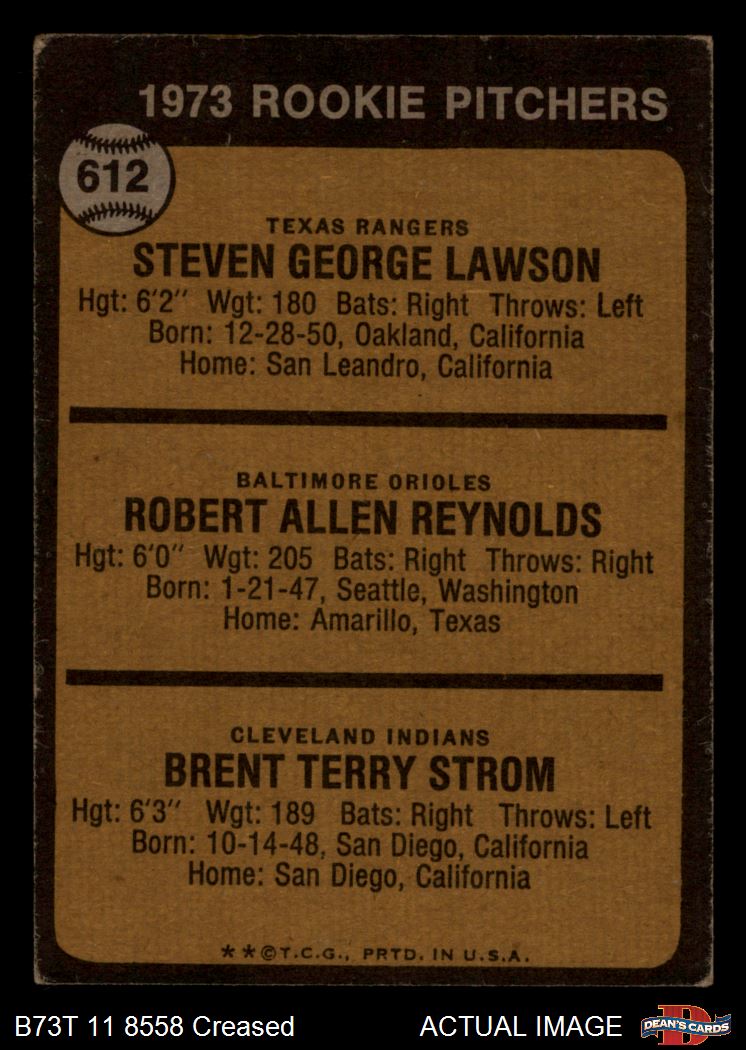 1973 ROOKIE PITCHERS
612
TEXAS RANGERS
STEVEN GEORGE LAWSON
Hgt: 6'2" Wgt: 180 Bats: Right Throws: Left
Born: 12-28-50, Oakland, California
Home: San Leandro, California
BALTIMORE ORIOLES
ROBERT ALLEN REYNOLDS
Hgt: 6'0" Wgt: 205 Bats: Right Throws: Right
Born: 1-21-47, Seattle, Washington
Home: Amarillo, Texas
CLEVELAND INDIANS
BRENT TERRY STROM
Hgt: 6'3" Wgt: 189 Bats: Right Throws: Left
Born: 10-14-48, San Diego, California
Home: San Diego, California
**©T.C.G., PRTD. IN U.S.A.
B73T 11 8558 Creased ACTUAL IMAGE D DEAN'S CARDS